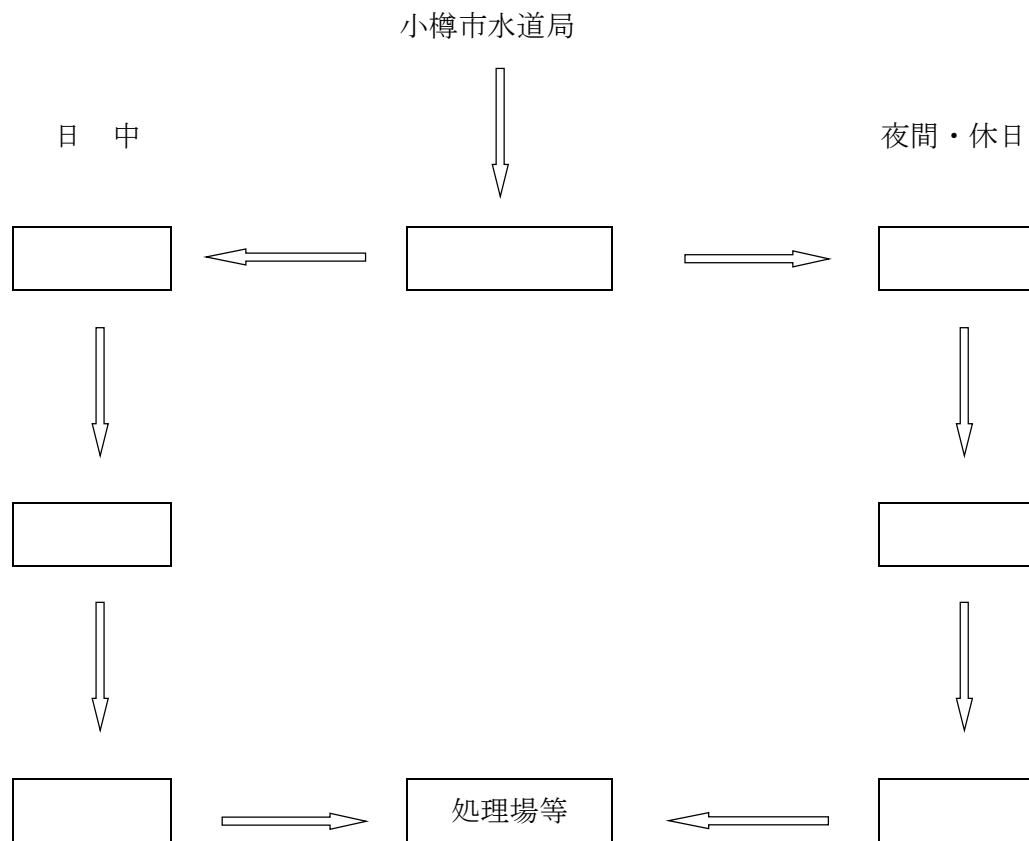 小樽市水道局
日　中
夜間・休日
処理場等